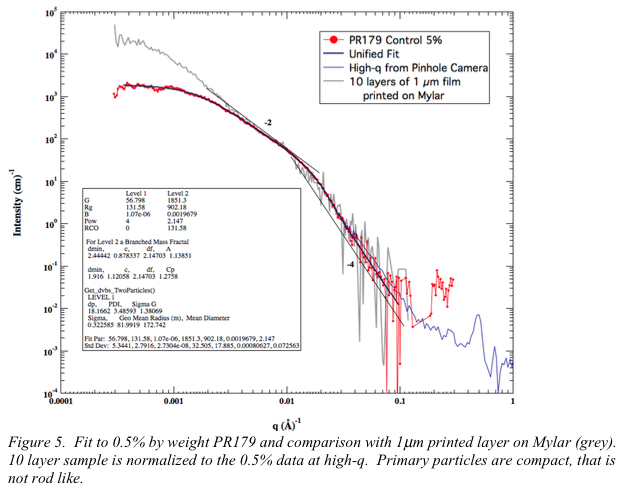 10^5
10^4
10^3
10^2
10^1
10^0
10^-1
10^-2
10^-3
10^-4
Intensity (cm)^-1
PR179 Control 5%
Unified Fit
High-q from Pinhole Camera
10 layers of 1 µm film
printed on Mylar
-2
-4
Level 1 Level 2
G 56.798 1851.3
Rg 131.58 902.18
B 1.07e-06 0.0019679
Pow 4 2.147
RCO 0 131.58
For Level 2 a Branched Mass Fractal
dmin, c, df, A
2.44442 0.878337 2.14703 1.13851
dmin, c, df, Cp
1.916 1.12058 2.14703 1.2758
Get_dvbs_TwoParticles()
LEVEL 1
dp, PDI, Sigma G
18.1662 3.48593 1.38069
Sigma, Geo Mean Radius (m), Mean Diameter
0.322585 81.9919 172.742
Fit Par: 56.798, 131.58, 1.07e-06, 1851.3, 902.18, 0.0019679, 2.147
Std Dev: 5.3441, 2.7916, 2.7304e-08, 32.505, 17.885, 0.00080627, 0.072563
0.0001 0.001 0.01 0.1 1
q (Å)^-1
Figure 5. Fit to 0.5% by weight PR179 and comparison with 1µm printed layer on Mylar (grey).
10 layer sample is normalized to the 0.5% data at high-q. Primary particles are compact, that is
not rod like.